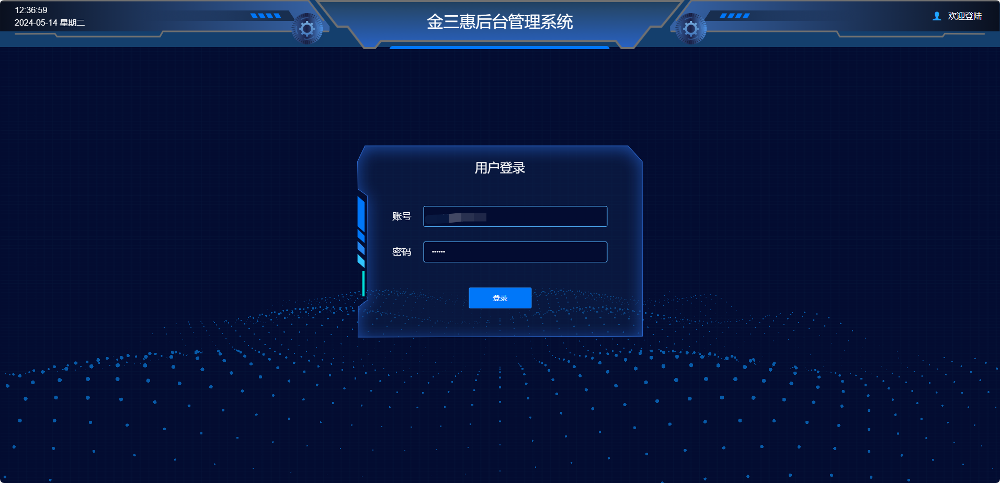 12:36:59
2024-05-14 星期二
金三惠后台管理系统
欢迎登陆
用户登录
账号
密码
••••••
登录